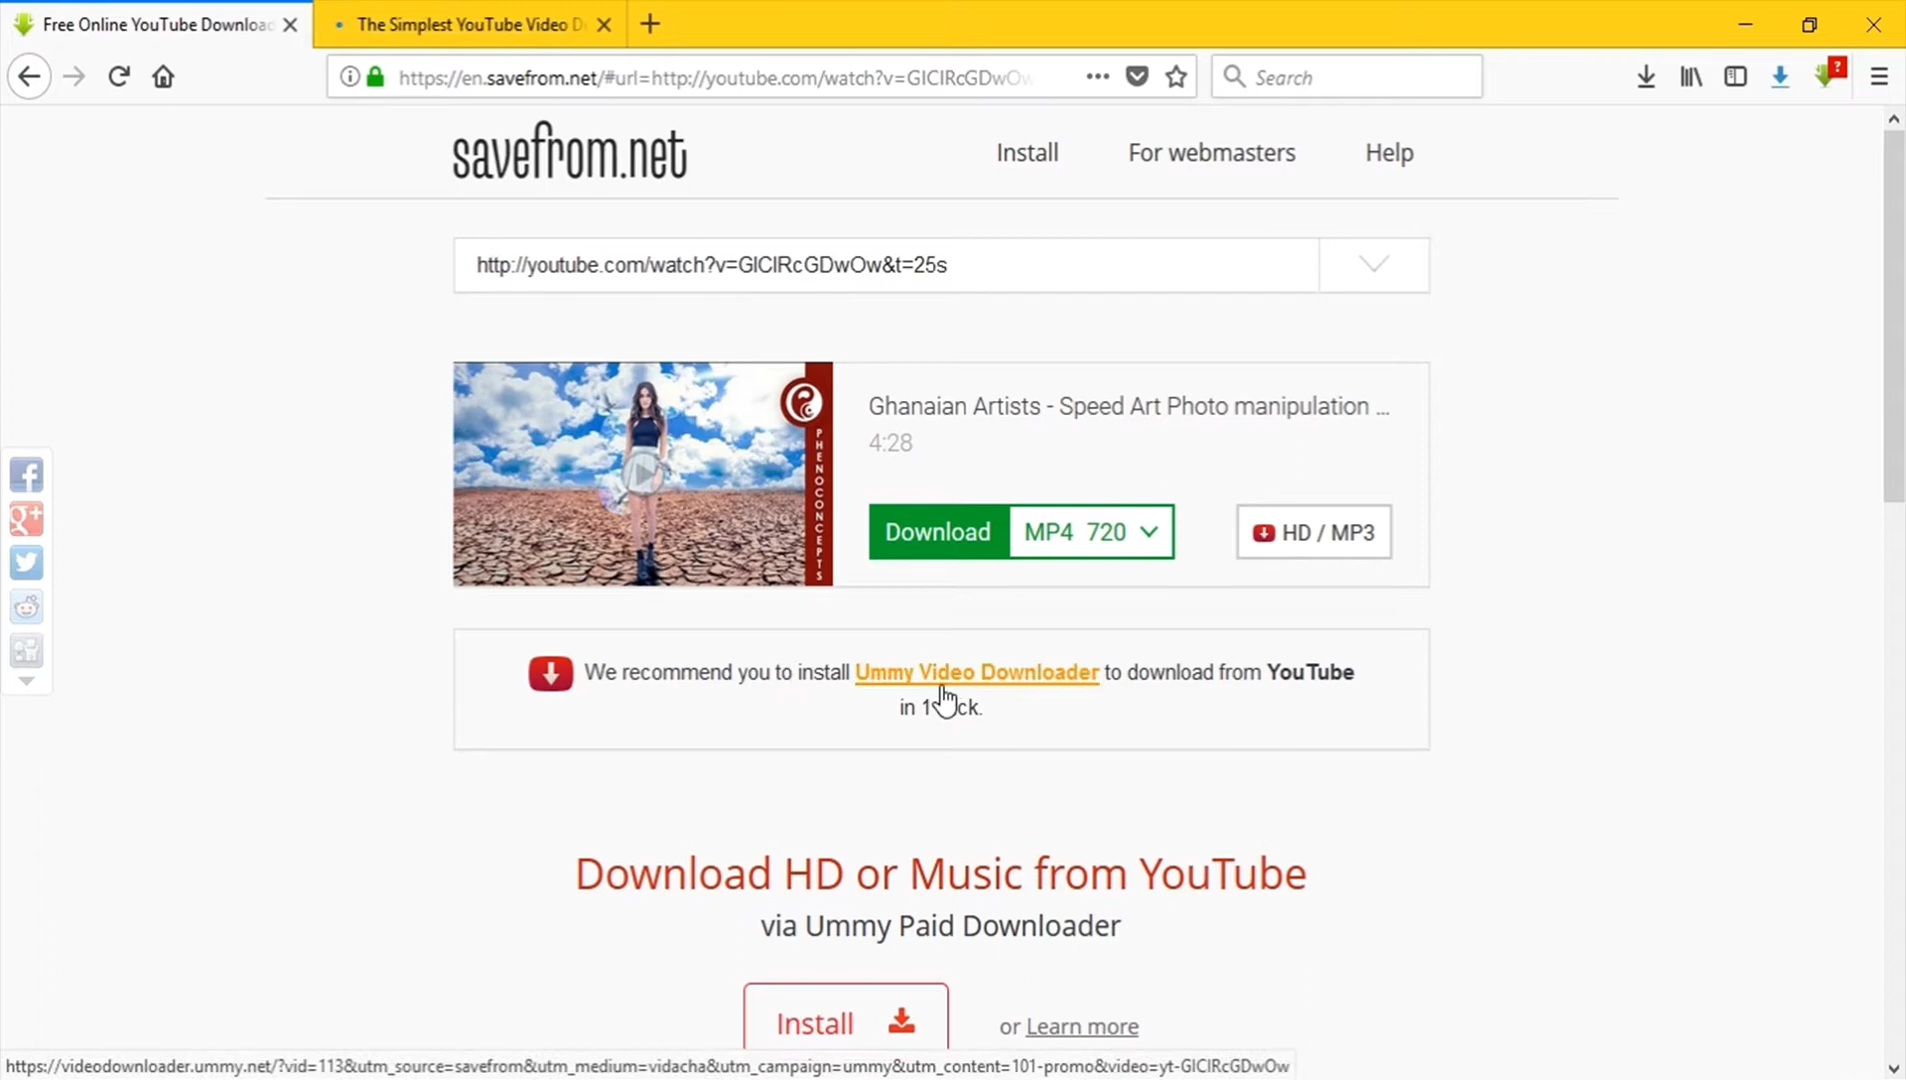 Free Online YouTube Download
The Simplest YouTube Video D
https://en.savefrom.net/#url=http://youtube.com/watch?v=GlClRcGDwOw
Search
?
savefrom.net
Install
For webmasters
Help
http://youtube.com/watch?v=GlClRcGDwOw&t=25s
PHENOCONCEPTS
Ghanaian Artists - Speed Art Photo manipulation ...
4:28
Download
MP4 720
HD / MP3
We recommend you to install Ummy Video Downloader to download from YouTube
in 1
Download HD or Music from YouTube
via Ummy Paid Downloader
Install
or Learn more
https://videodownloader.ummy.net/?vid=113&utm_source=savefrom&utm_medium=vidacha&utm_campaign=ummy&utm_content=101-promo&video=yt-GlClRcGDwOw